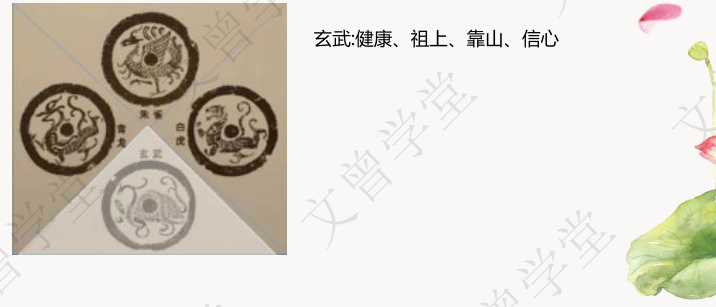 玄武:健康、祖上、靠山、信心
朱雀
青龙
白虎
玄武
文曾学堂
文曾学堂
文曾学堂
文曾学堂
文